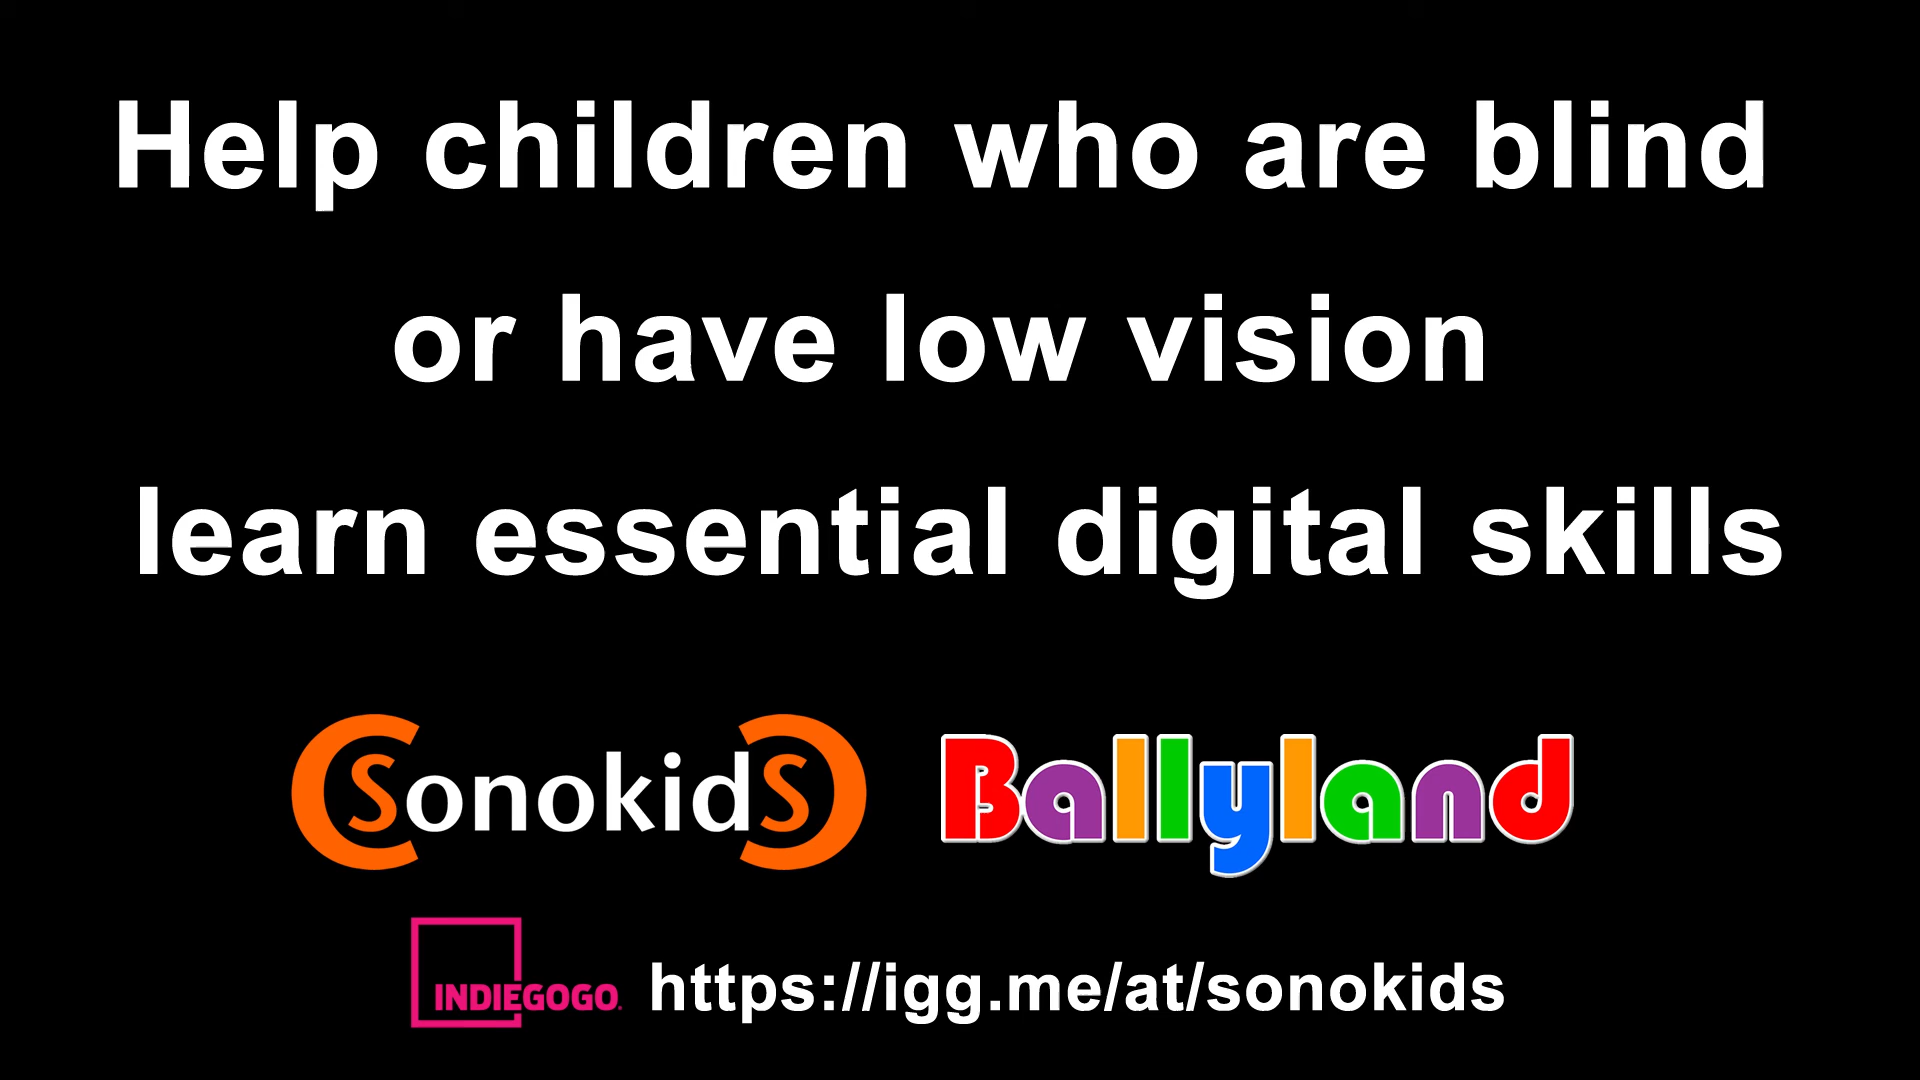 Help children who are blind
or have low vision
learn essential digital skills
Sonokids Ballyland
INDIEGOGO. https://igg.me/at/sonokids